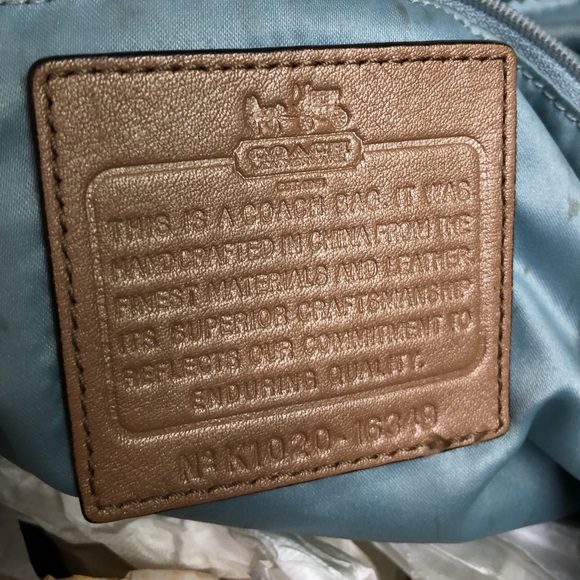 COACH
THIS IS A COACH BAG. IT WAS
HANDCRAFTED IN CHINA FROM THE
FINEST MATERIALS AND LEATHER.
ITS SUPERIOR CRAFTSMANSHIP
REFLECTS OUR COMMITMENT TO
ENDURING QUALITY.
Nº K1020-16348